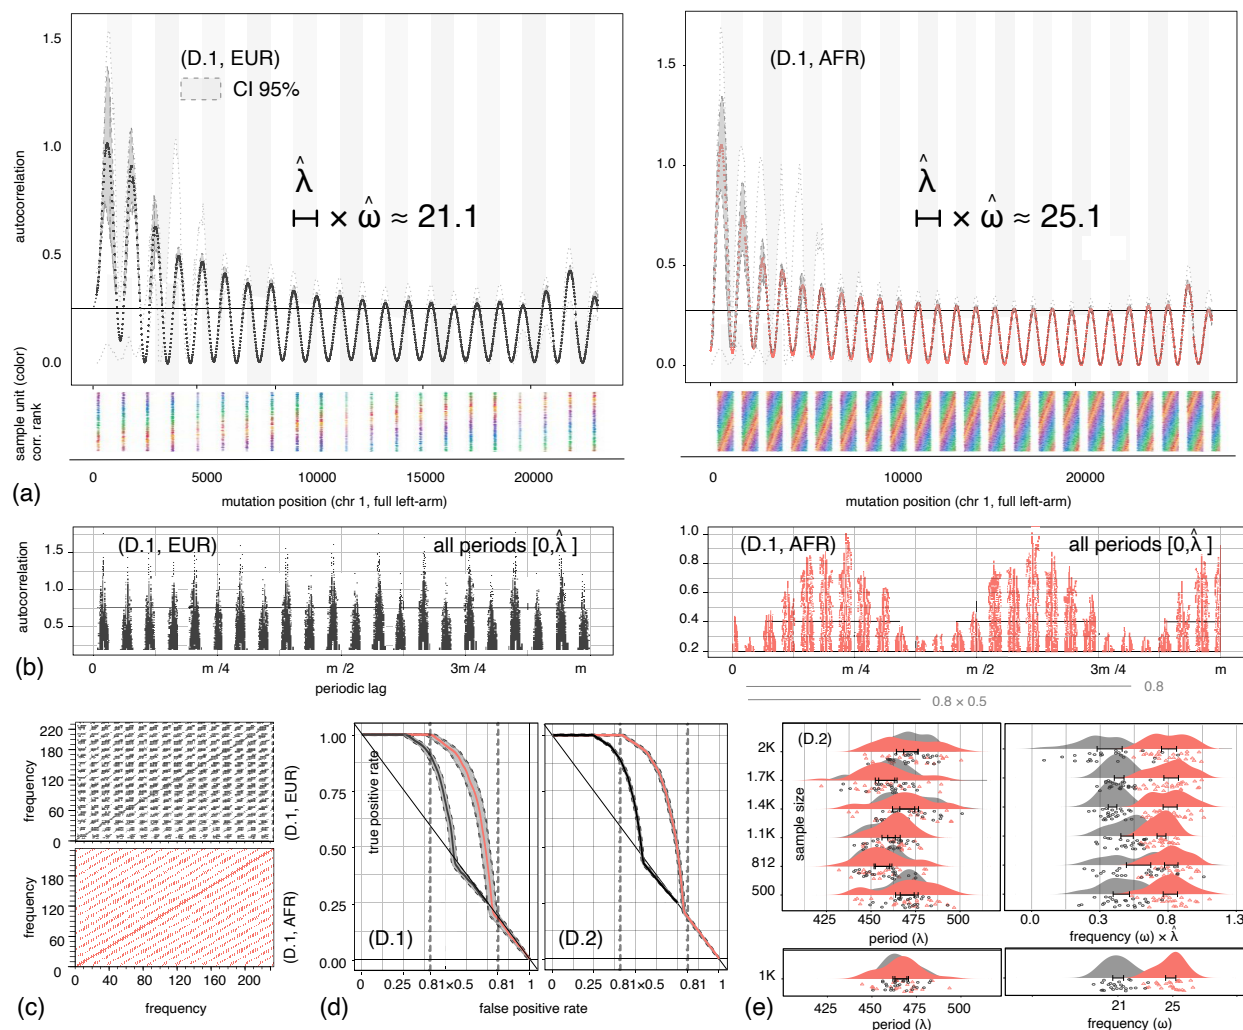 (D.1, EUR)
CI 95%
λ̂
× ω̂ ≈ 21.1
autocorrelation
1.5
1.0
0.5
0.0
sample unit (color)
corr. rank
0 5000 10000 15000 20000
mutation position (chr 1, full left-arm)
(a)
(D.1, AFR)
λ̂
× ω̂ ≈ 25.1
1.5
1.0
0.5
0.0
0 10000 20000
mutation position (chr 1, full left-arm)
(D.1, EUR) all periods [0,λ̂ ]
autocorrelation
1.5
1.0
0.5
0 m /4 m /2 3m /4 m
periodic lag
(b)
(D.1, AFR) all periods [0,λ̂ ]
1.0
0.8
0.6
0.4
0.2
0 m /4 m /2 3m /4 m
0.8
0.8 × 0.5
frequency
220
180
120
60
0
(D.1, EUR)
frequency
180
120
60
0
(D.1, AFR)
0 40 80 120 160
frequency
(c)
1.00
0.75
0.50
0.25
0.00
true positive rate
(D.1)
(D.2)
0 0.25 0.81×0.5 0.81 1
0 0.25 0.81×0.5 0.81 1
false positive rate
(d)
(D.2)
sample size
2K
1.7K
1.4K
1.1K
812
500
425 450 475 500
period (λ)
0.0 0.3 0.8 1.3
frequency (ω) × λ̂
1K
425 450 475 500
period (λ)
21 25
frequency (ω)
(e)